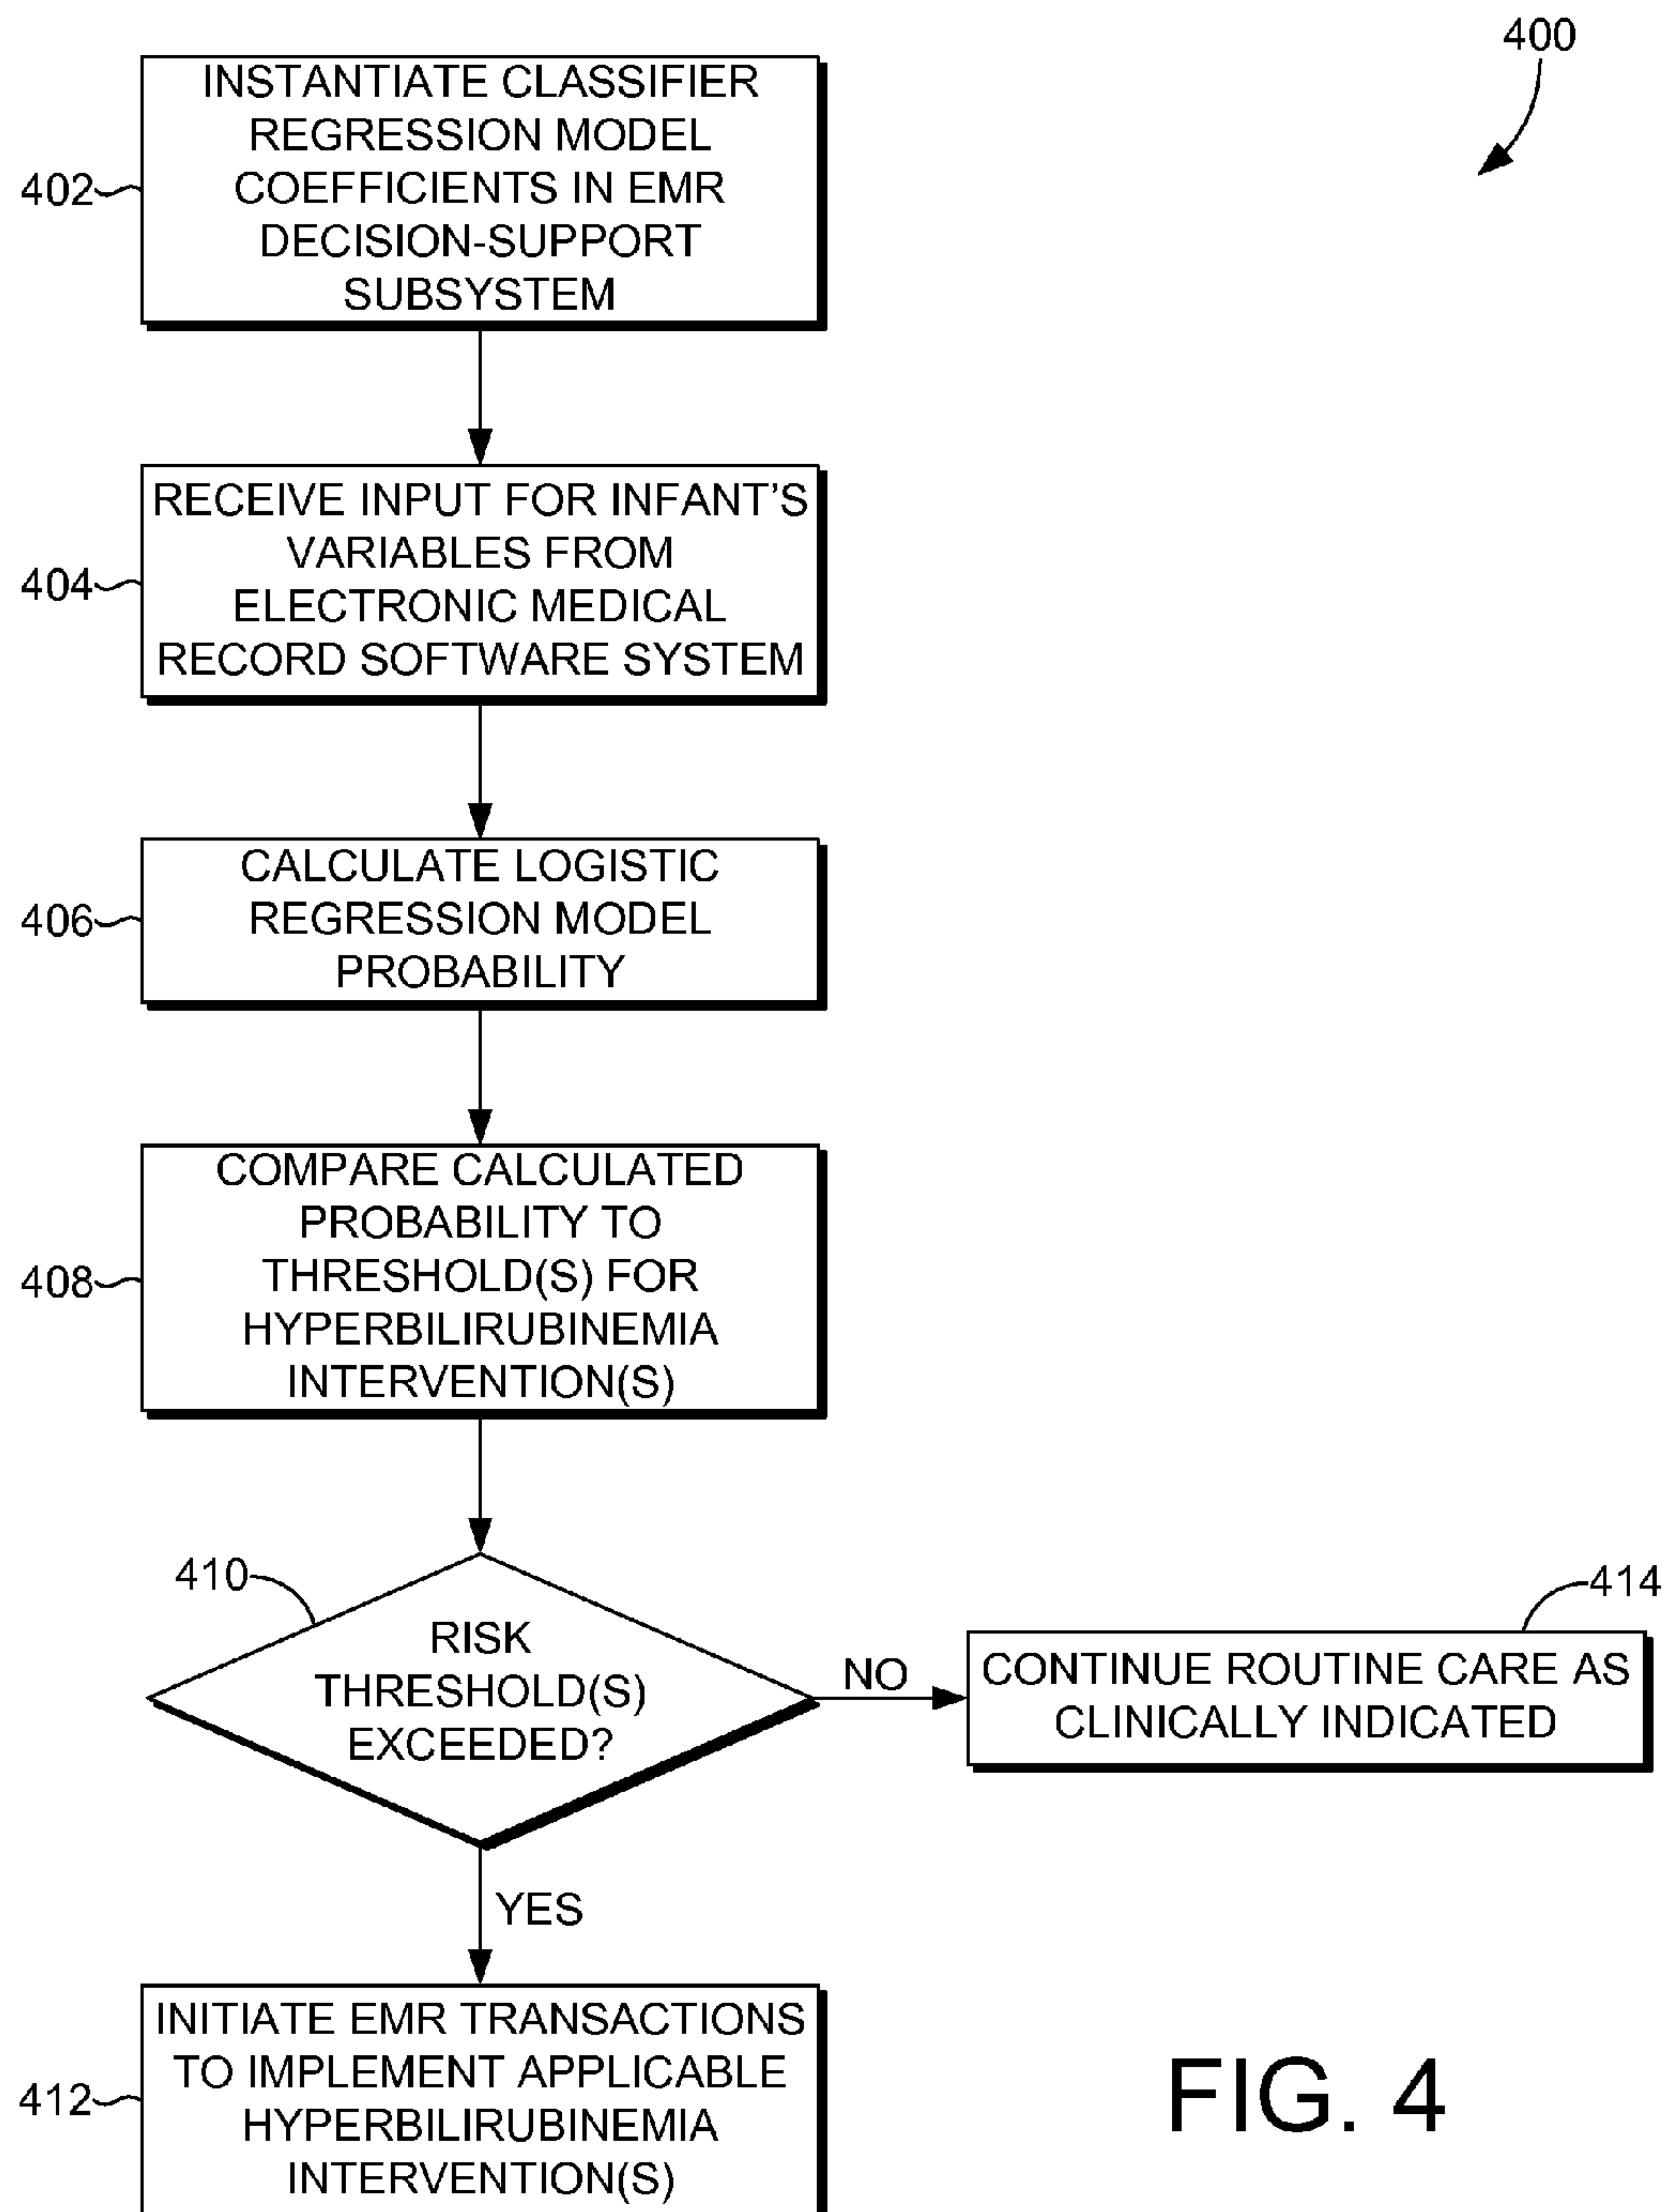 400
402
INSTANTIATE CLASSIFIER
REGRESSION MODEL
COEFFICIENTS IN EMR
DECISION-SUPPORT
SUBSYSTEM
404
RECEIVE INPUT FOR INFANT'S
VARIABLES FROM
ELECTRONIC MEDICAL
RECORD SOFTWARE SYSTEM
406
CALCULATE LOGISTIC
REGRESSION MODEL
PROBABILITY
408
COMPARE CALCULATED
PROBABILITY TO
THRESHOLD(S) FOR
HYPERBILIRUBINEMIA
INTERVENTION(S)
410
RISK
THRESHOLD(S)
EXCEEDED?
NO
414
CONTINUE ROUTINE CARE AS
CLINICALLY INDICATED
YES
412
INITIATE EMR TRANSACTIONS
TO IMPLEMENT APPLICABLE
HYPERBILIRUBINEMIA
INTERVENTION(S)
FIG. 4